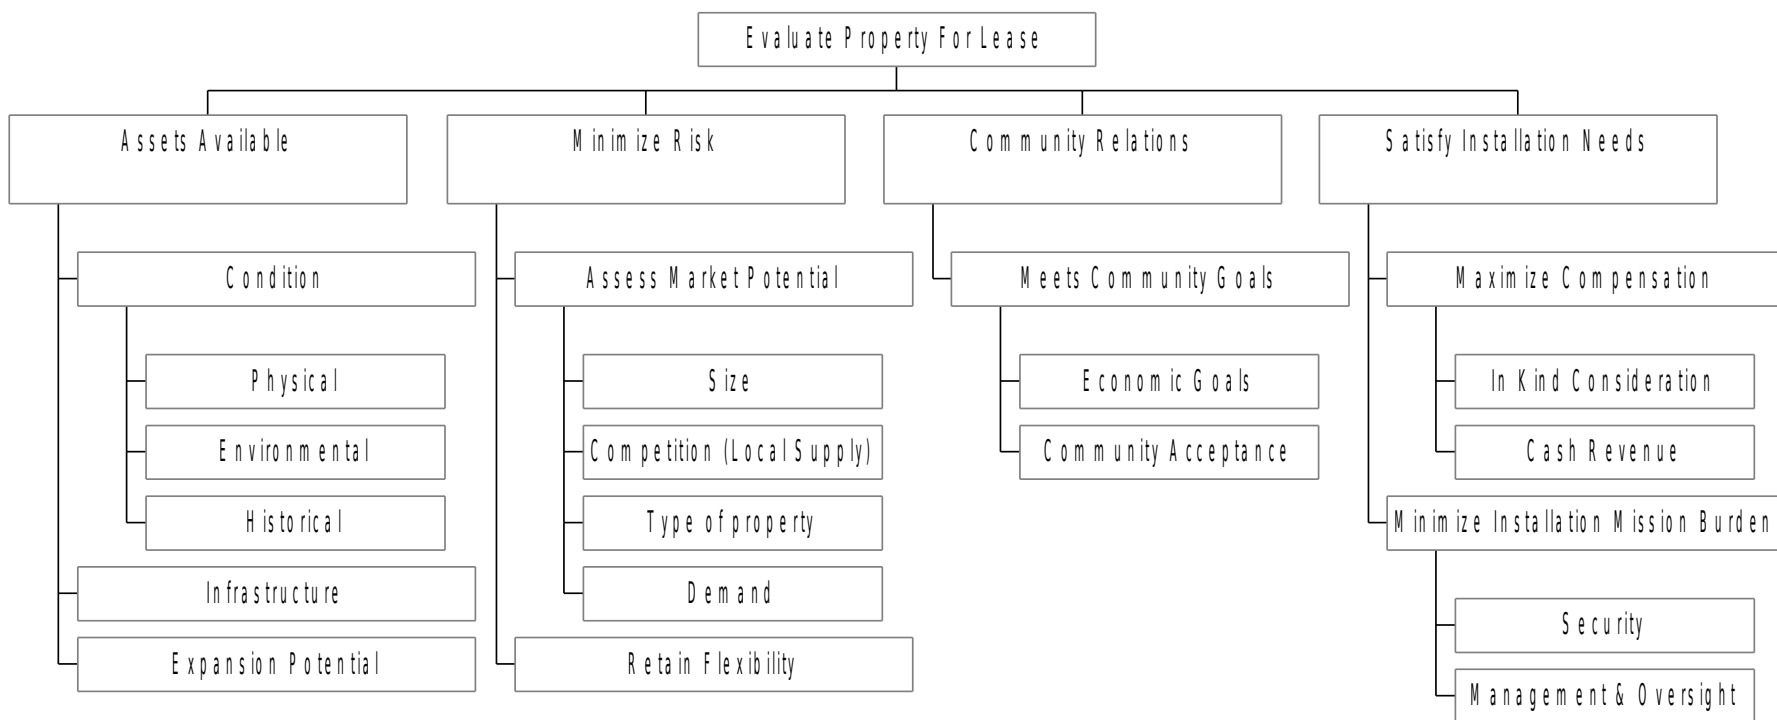 Evaluate Property For Lease
Assets Available
Minimize Risk
Community Relations
Satisfy Installation Needs
Condition
Assess Market Potential
Meets Community Goals
Maximize Compensation
Physical
Size
Economic Goals
In Kind Consideration
Environmental
Competition (Local Supply)
Community Acceptance
Cash Revenue
Historical
Type of property
Minimize Installation Mission Burden
Infrastructure
Demand
Security
Expansion Potential
Retain Flexibility
Management & Oversight